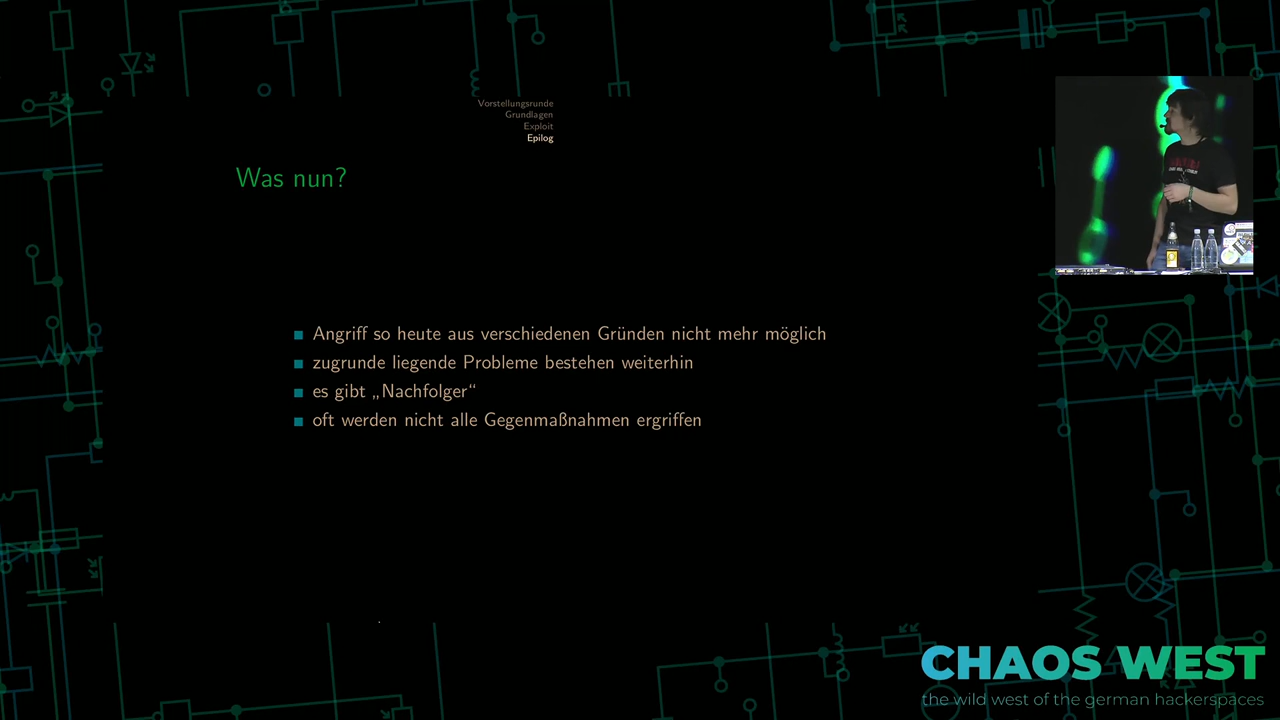 Vorstellungsrunde
Grundlagen
Exploit
Epilog
Was nun?
Angriff so heute aus verschiedenen Gründen nicht mehr möglich
zugrunde liegende Probleme bestehen weiterhin
es gibt „Nachfolger“
oft werden nicht alle Gegenmaßnahmen ergriffen
CHAOS WEST
the wild west of the german hackerspaces